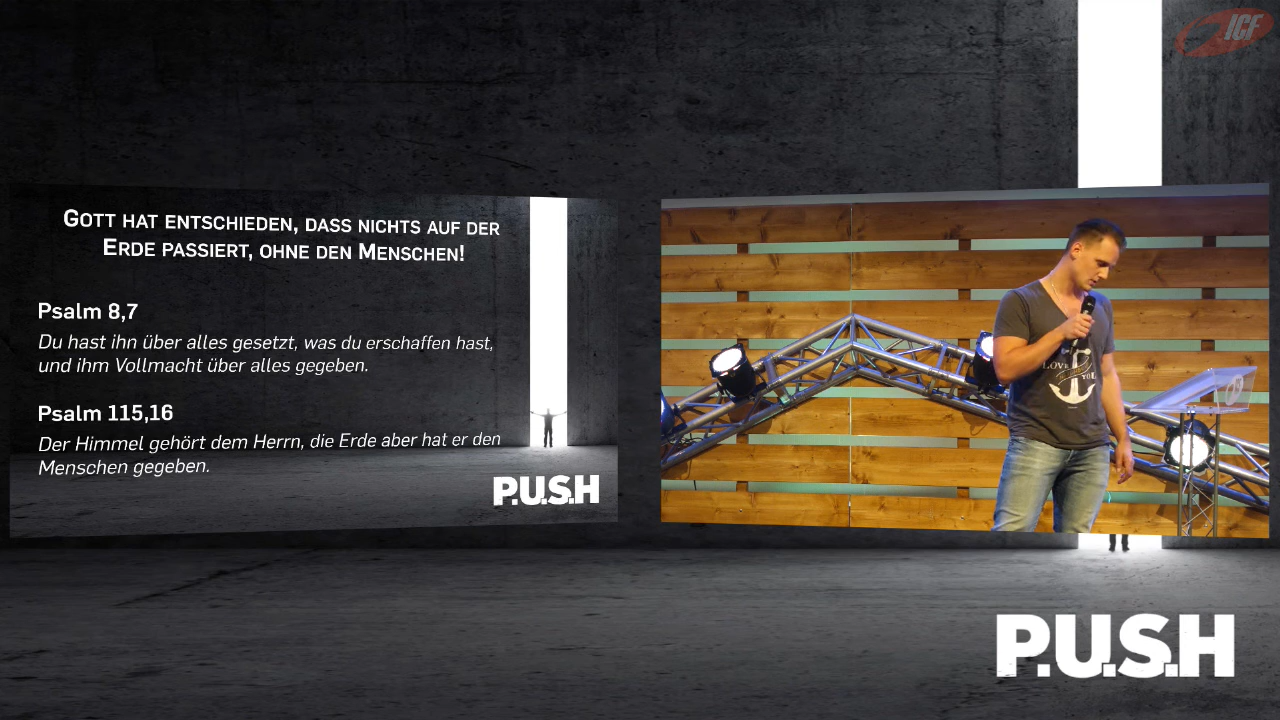 ICF
GOTT HAT ENTSCHIEDEN, DASS NICHTS AUF DER
ERDE PASSIERT, OHNE DEN MENSCHEN!
Psalm 8,7
Du hast ihn über alles gesetzt, was du erschaffen hast,
und ihm Vollmacht über alles gegeben.
Psalm 115,16
Der Himmel gehört dem Herrn, die Erde aber hat er den
Menschen gegeben.
P.U.S.H
LOVE
YOU
P.U.S.H